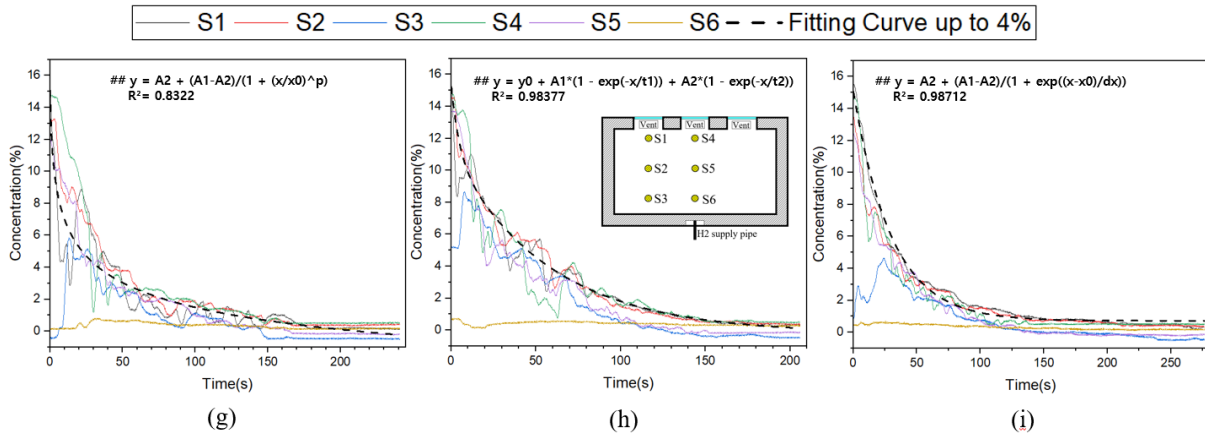 S1 S2 S3 S4 S5 S6 Fitting Curve up to 4%
## y = A2 + (A1-A2)/(1 + (x/x0)^p)
R²= 0.8322
Concentration(%)
16
14
12
10
8
6
4
2
0
0 50 100 150 200
Time(s)
(g)
## y = y0 + A1*(1 - exp(-x/t1)) + A2*(1 - exp(-x/t2))
R²= 0.98377
Vent Vent Vent
S1 S4
S2 S5
S3 S6
H2 supply pipe
Concentration(%)
16
14
12
10
8
6
4
2
0
0 50 100 150 200
Time(s)
(h)
## y = A2 + (A1-A2)/(1 + exp((x-x0)/dx))
R²= 0.98712
Concentration(%)
16
14
12
10
8
6
4
2
0
0 50 100 150 200 250
Time(s)
(i)